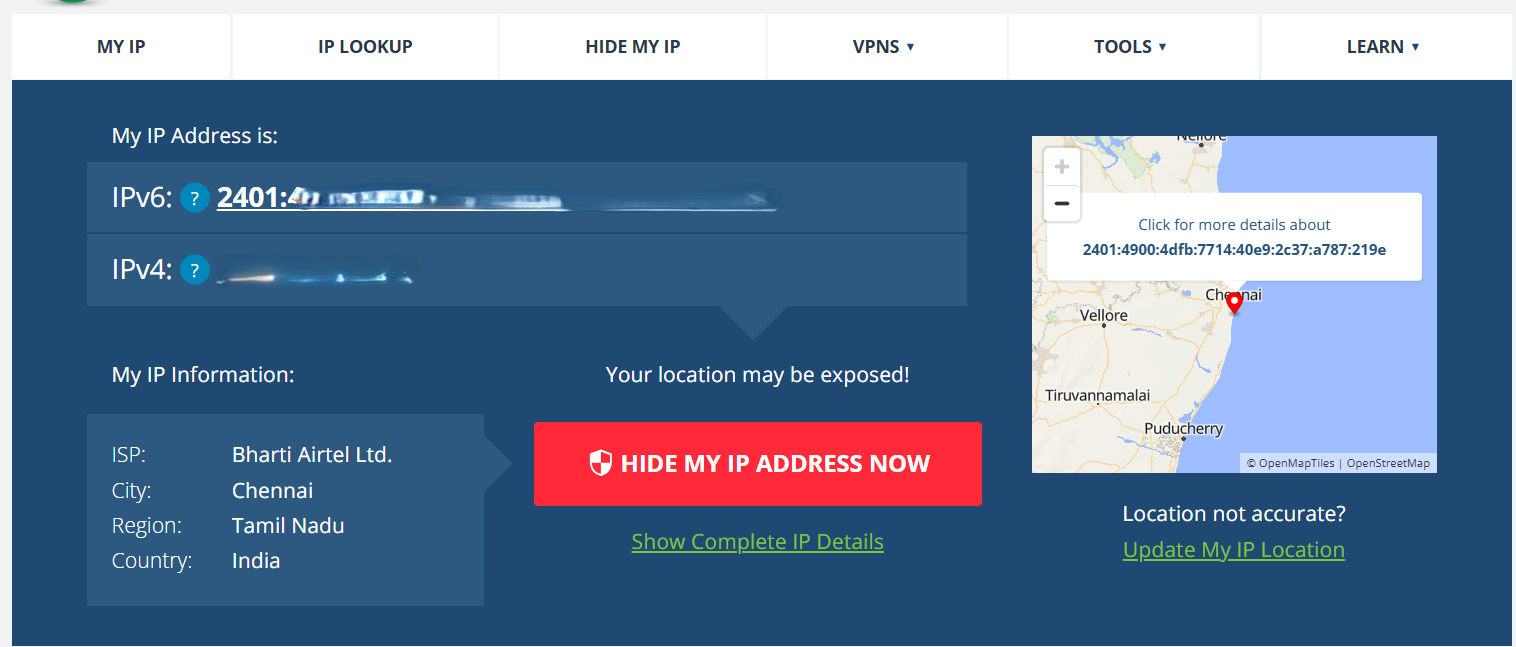 MY IP
IP LOOKUP
HIDE MY IP
VPNS ▼
TOOLS ▼
LEARN ▼
My IP Address is:
IPv6: ? 2401:4
IPv4: ?
My IP Information:
ISP: Bharti Airtel Ltd.
City: Chennai
Region: Tamil Nadu
Country: India
Your location may be exposed!
HIDE MY IP ADDRESS NOW
Show Complete IP Details
Nellore
+
−
Click for more details about
2401:4900:4dfb:7714:40e9:2c37:a787:219e
Chennai
Vellore
Tiruvannamalai
Puducherry
© OpenMapTiles | OpenStreetMap
Location not accurate?
Update My IP Location